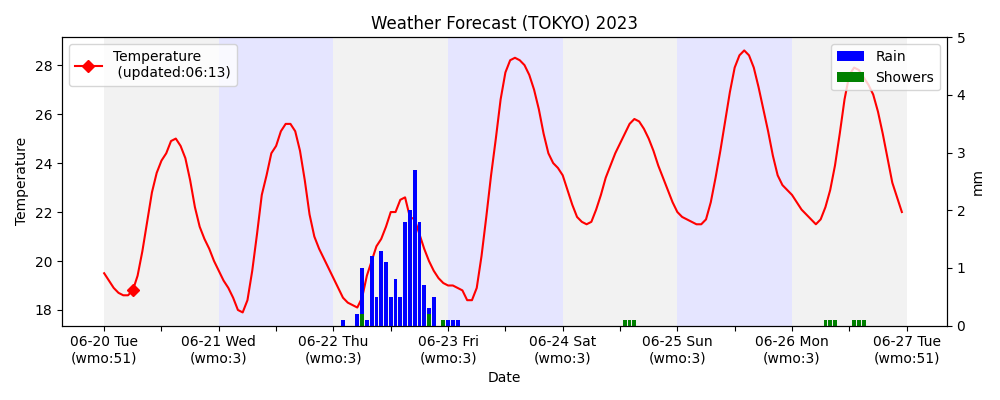 Weather Forecast (TOKYO) 2023
Temperature
(updated:06:13)
Rain
Showers
Temperature
28
26
24
22
20
18
5
4
3
2
1
0
mm
06-20 Tue 06-21 Wed 06-22 Thu 06-23 Fri 06-24 Sat 06-25 Sun 06-26 Mon 06-27 Tue
(wmo:51) (wmo:3) (wmo:3) (wmo:3) (wmo:3) (wmo:3) (wmo:3) (wmo:51)
Date